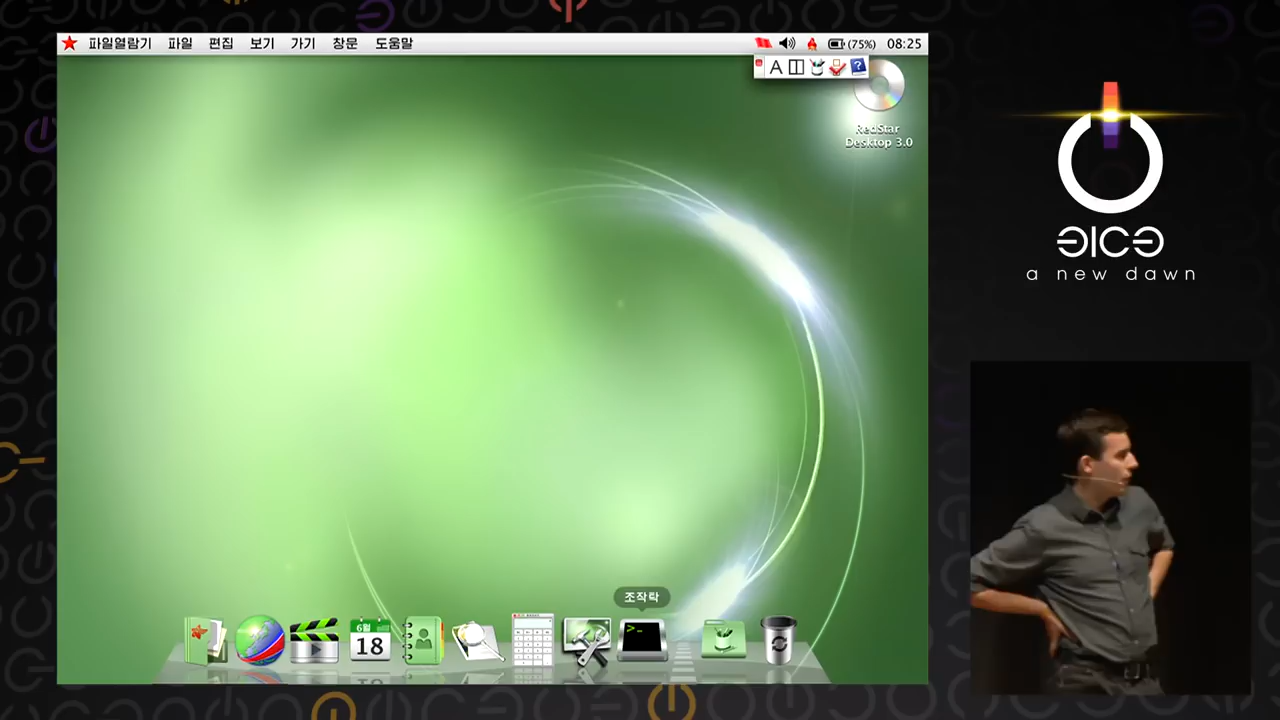 파일열람기 파일 편집 보기 가기 창문 도움말
(75%) 08:25
A
?
RedStar
Desktop 3.0
조작탁
6월
18
>-
31C3
a new dawn